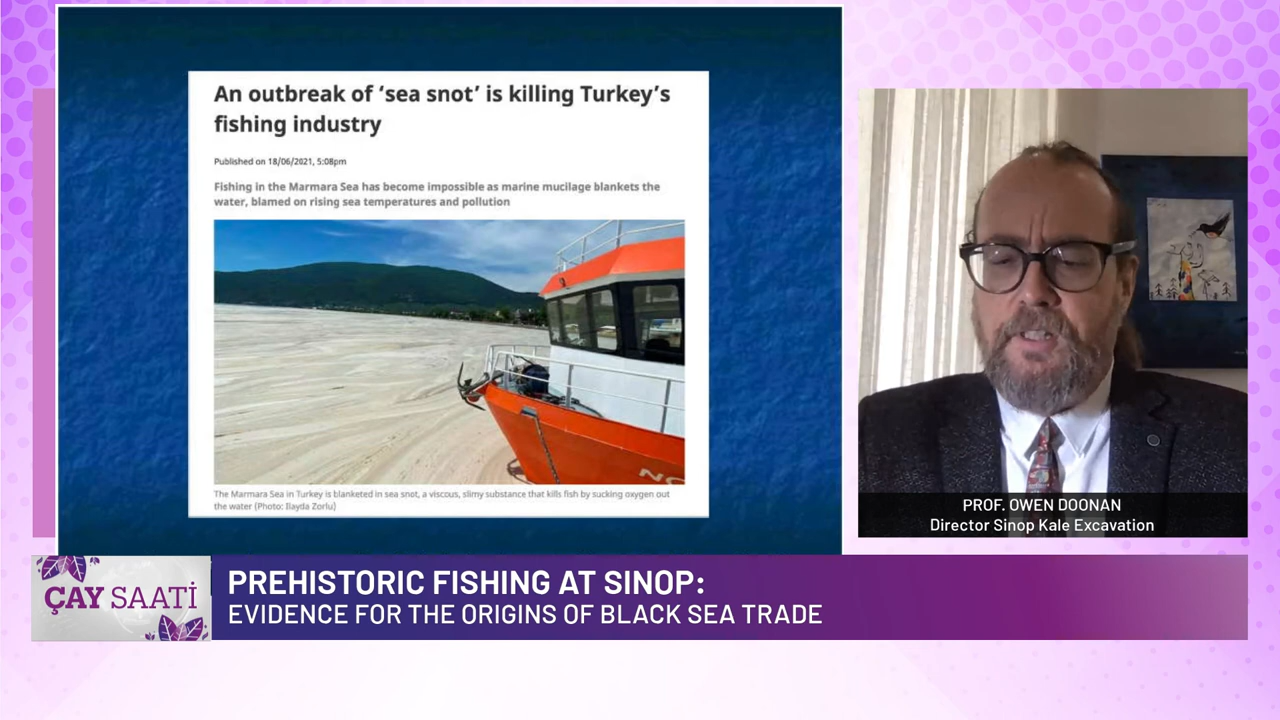 An outbreak of ‘sea snot’ is killing Turkey’s
fishing industry
Published on 18/06/2021, 5:08pm
Fishing in the Marmara Sea has become impossible as marine mucilage blankets the
water, blamed on rising sea temperatures and pollution
NC
The Marmara Sea in Turkey is blanketed in sea snot, a viscous, slimy substance that kills fish by sucking oxygen out
the water (Photo: Ilayda Zorlu)
PROF. OWEN DOONAN
Director Sinop Kale Excavation
ÇAY SAATİ
PREHISTORIC FISHING AT SINOP:
EVIDENCE FOR THE ORIGINS OF BLACK SEA TRADE